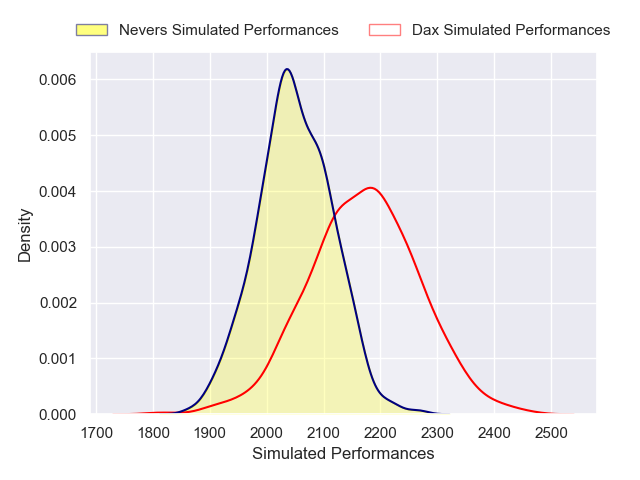 Nevers Simulated Performances Dax Simulated Performances
0.006
0.005
0.004
0.003
0.002
0.001
0.000
Density
1700 1800 1900 2000 2100 2200 2300 2400 2500
Simulated Performances